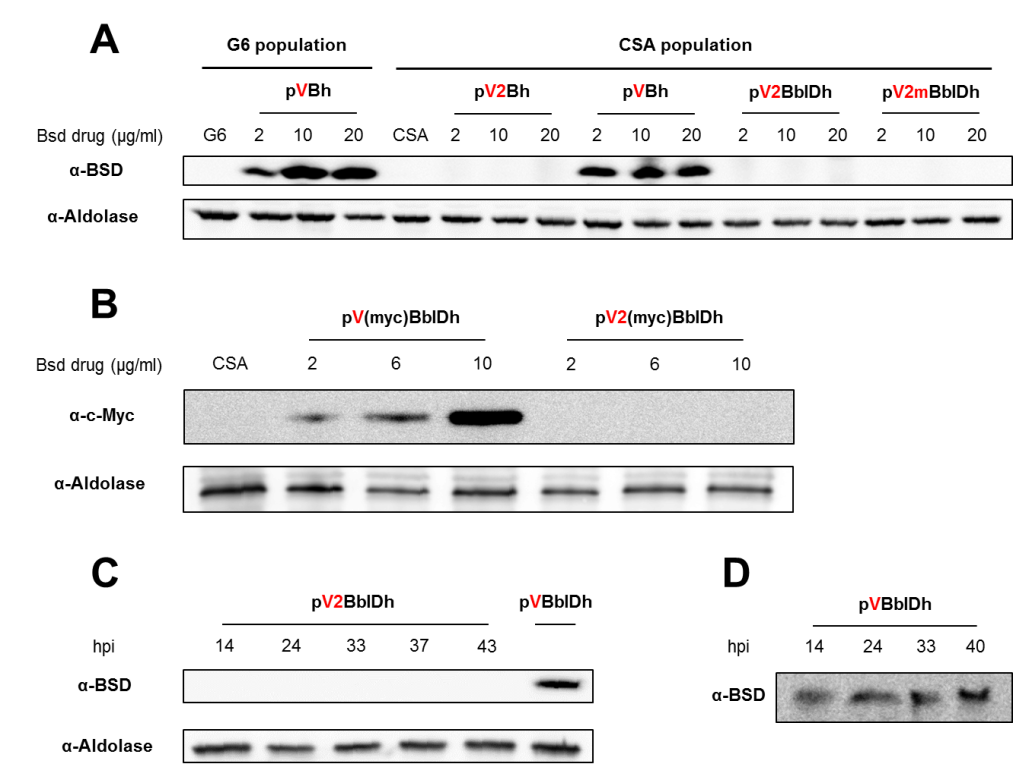 A
G6 population CSA population
pVBh pV2Bh pVBh pV2BblDh pV2mBblDh
Bsd drug (µg/ml) G6 2 10 20 CSA 2 10 20 2 10 20 2 10 20 2 10 20
α-BSD
α-Aldolase
B
pV(myc)BblDh pV2(myc)BblDh
Bsd drug (µg/ml) CSA 2 6 10 2 6 10
α-c-Myc
α-Aldolase
C
pV2BblDh pVBblDh
hpi 14 24 33 37 43
α-BSD
α-Aldolase
D
pVBblDh
hpi 14 24 33 40
α-BSD